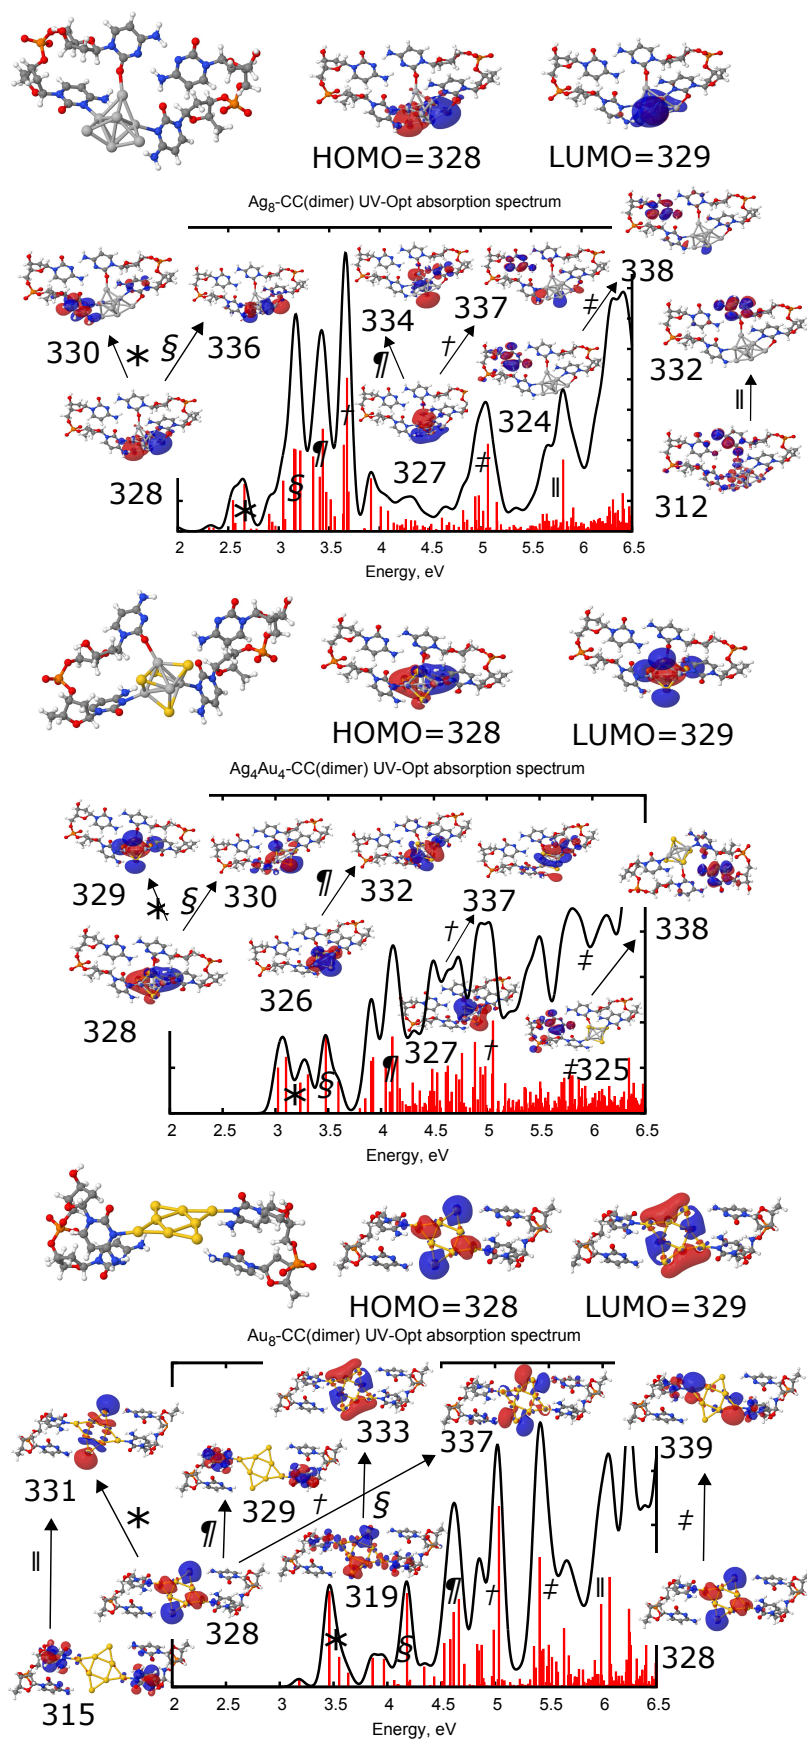 HOMO=328 LUMO=329
Ag₈-CC(dimer) UV-Opt absorption spectrum
330 * § 336 334 ¶ † 337 ‡ 338
328 327 324 332 ǁ 312
* § ¶ † ‡ ǁ
2 2.5 3 3.5 4 4.5 5 5.5 6 6.5
Energy, eV
HOMO=328 LUMO=329
Ag₄Au₄-CC(dimer) UV-Opt absorption spectrum
329 * § 330 ¶ 332 † 337 ‡ 338
328 326 327 325
* § ¶ † ‡
2 2.5 3 3.5 4 4.5 5 5.5 6 6.5
Energy, eV
HOMO=328 LUMO=329
Au₈-CC(dimer) UV-Opt absorption spectrum
331 * ¶ 329 † 333 § 337 339 ‡
ǁ 328 319 328
315
* § ¶ † ‡ ǁ
2 2.5 3 3.5 4 4.5 5 5.5 6 6.5
Energy, eV